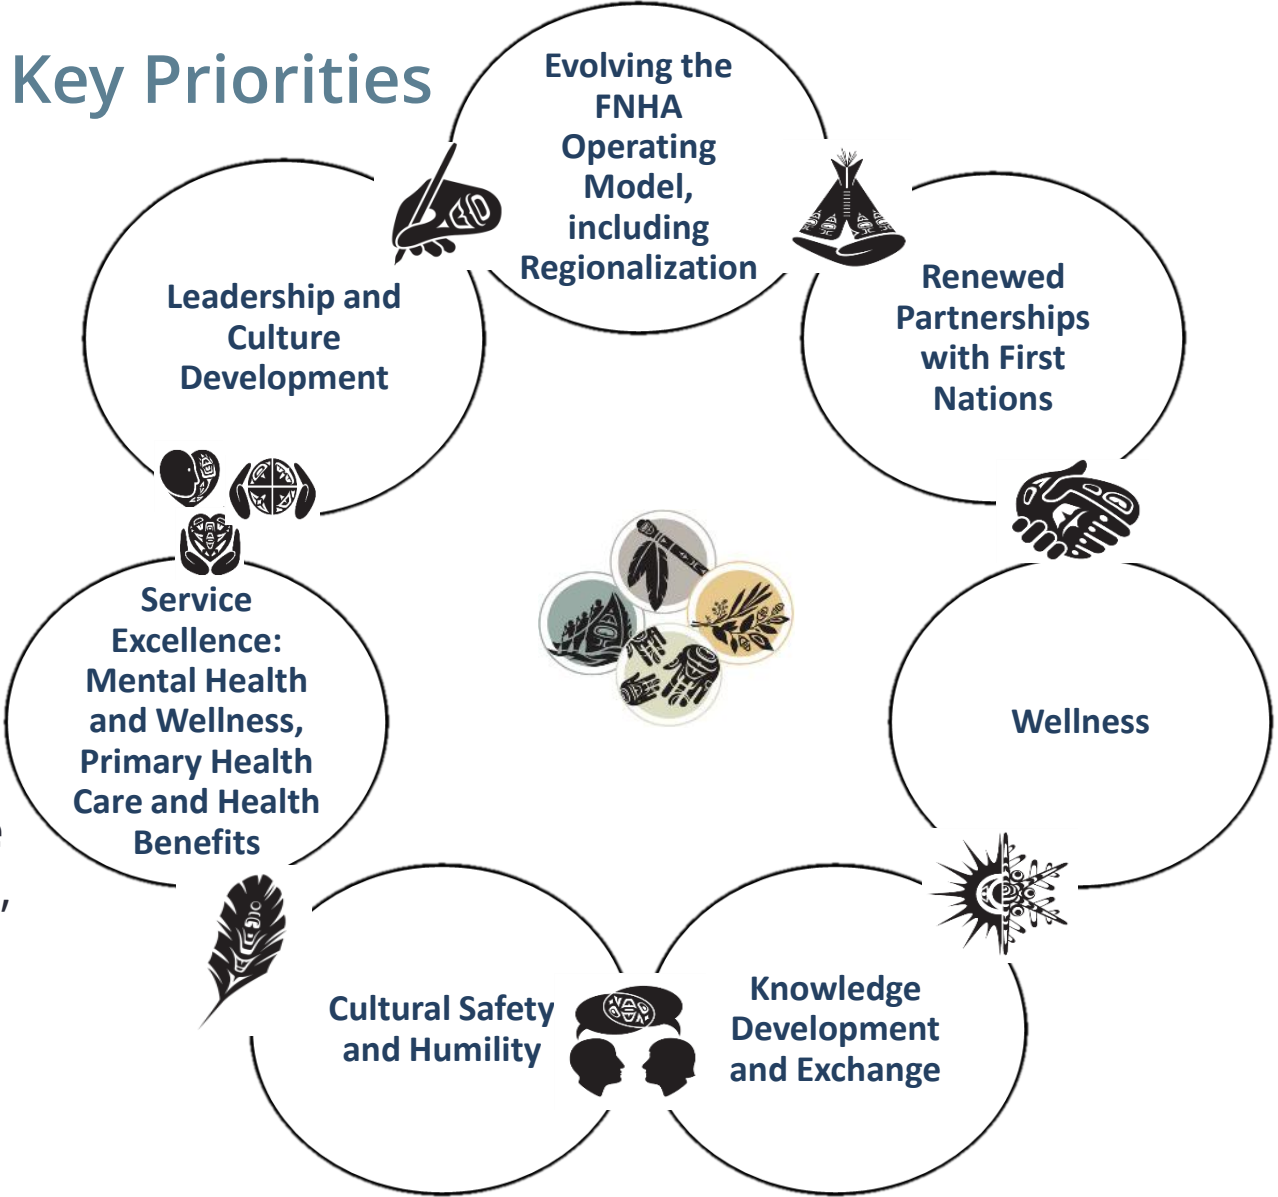 Key Priorities
Evolving the
FNHA
Operating
Model,
including
Regionalization
Renewed
Partnerships
with First
Nations
Wellness
Knowledge
Development
and Exchange
Cultural Safety
and Humility
Service
Excellence:
Mental Health
and Wellness,
Primary Health
Care and Health
Benefits
Leadership and
Culture
Development